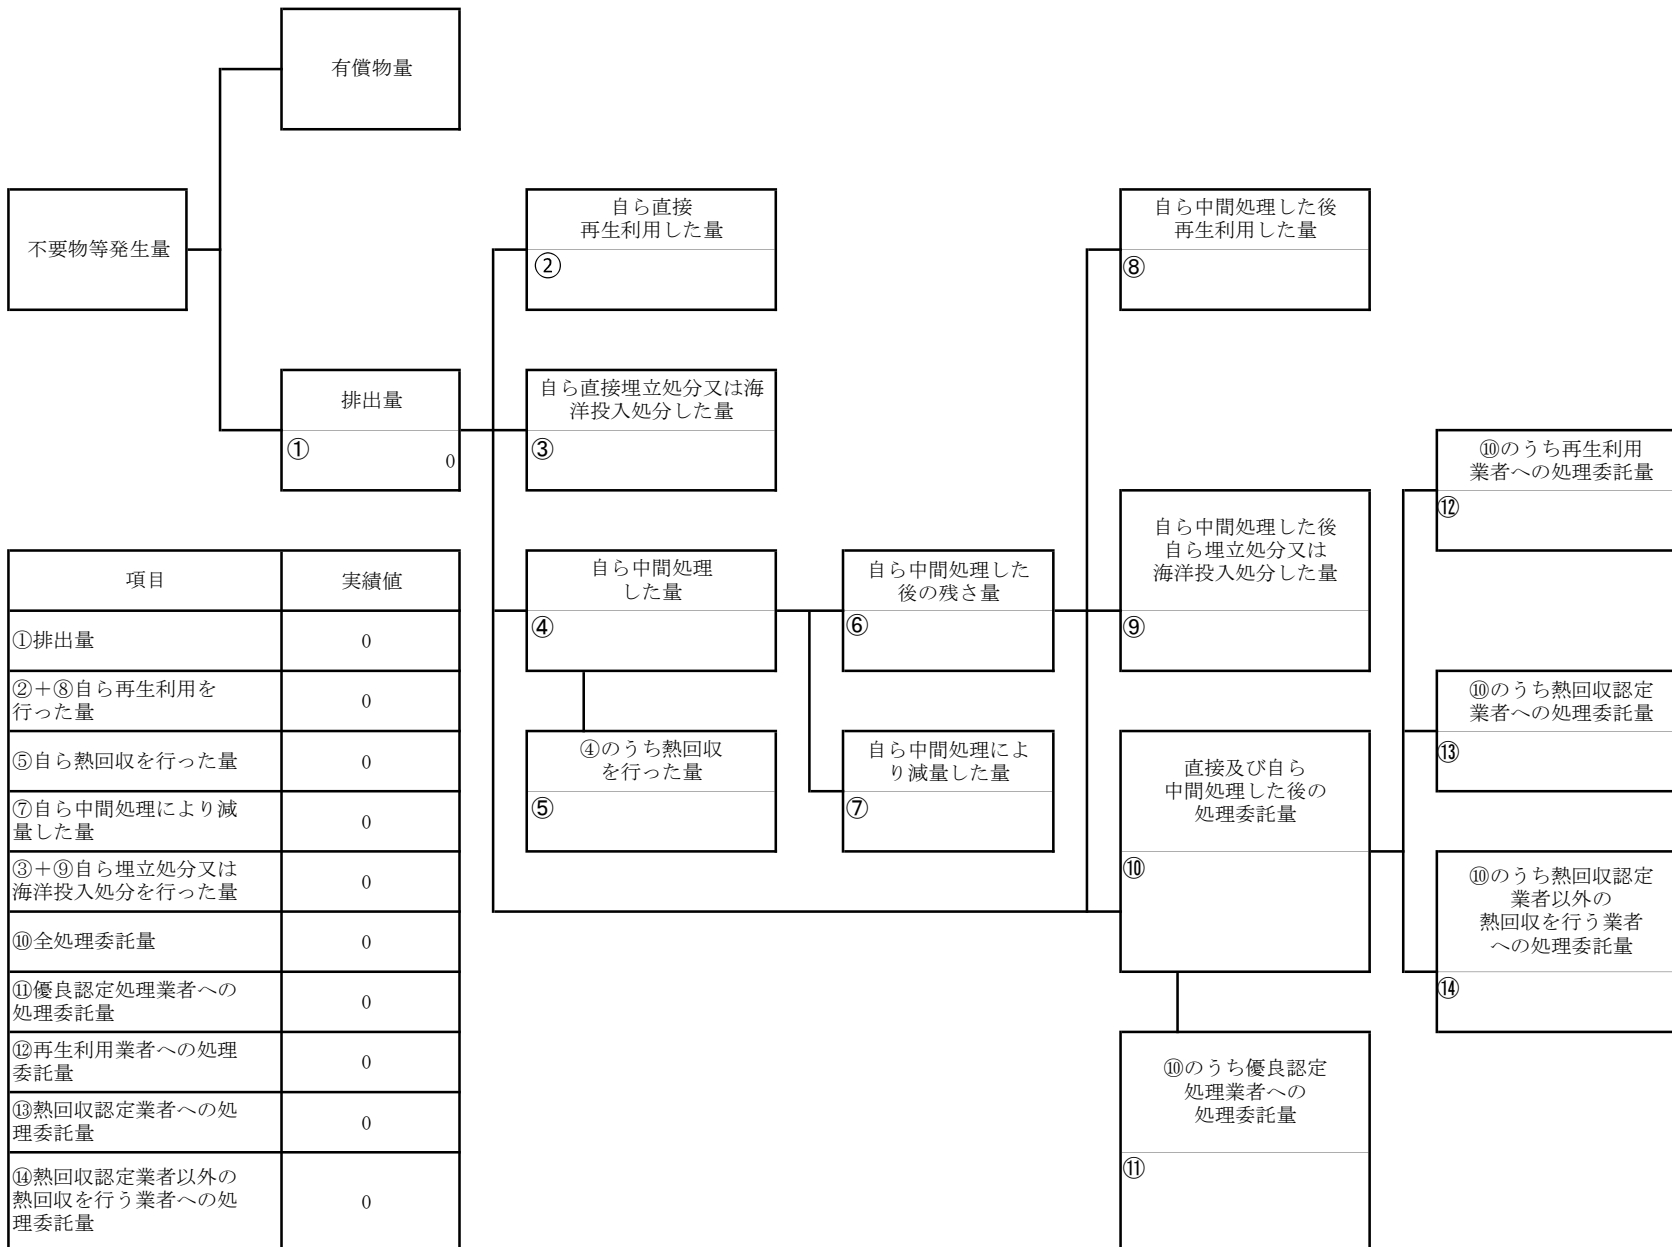 有償物量
不要物等発生量
排出量
①
0
自ら直接
再生利用した量
②
自ら直接埋立処分又は海
洋投入処分した量
③
自ら中間処理
した量
④
④のうち熱回収
を行った量
⑤
自ら中間処理した
後の残さ量
⑥
自ら中間処理によ
り減量した量
⑦
自ら中間処理した後
再生利用した量
⑧
自ら中間処理した後
自ら埋立処分又は
海洋投入処分した量
⑨
直接及び自ら
中間処理した後の
処理委託量
⑩
⑩のうち優良認定
処理業者への
処理委託量
⑪
⑩のうち再生利用
業者への処理委託量
⑫
⑩のうち熱回収認定
業者への処理委託量
⑬
⑩のうち熱回収認定
業者以外の
熱回収を行う業者
への処理委託量
⑭
項目 実績値
①排出量 0
②＋⑧自ら再生利用を
行った量 0
⑤自ら熱回収を行った量 0
⑦自ら中間処理により減
量した量 0
③＋⑨自ら埋立処分又は
海洋投入処分を行った量 0
⑩全処理委託量 0
⑪優良認定処理業者への
処理委託量 0
⑫再生利用業者への処理
委託量 0
⑬熱回収認定業者への処
理委託量 0
⑭熱回収認定業者以外の
熱回収を行う業者への処 0
理委託量